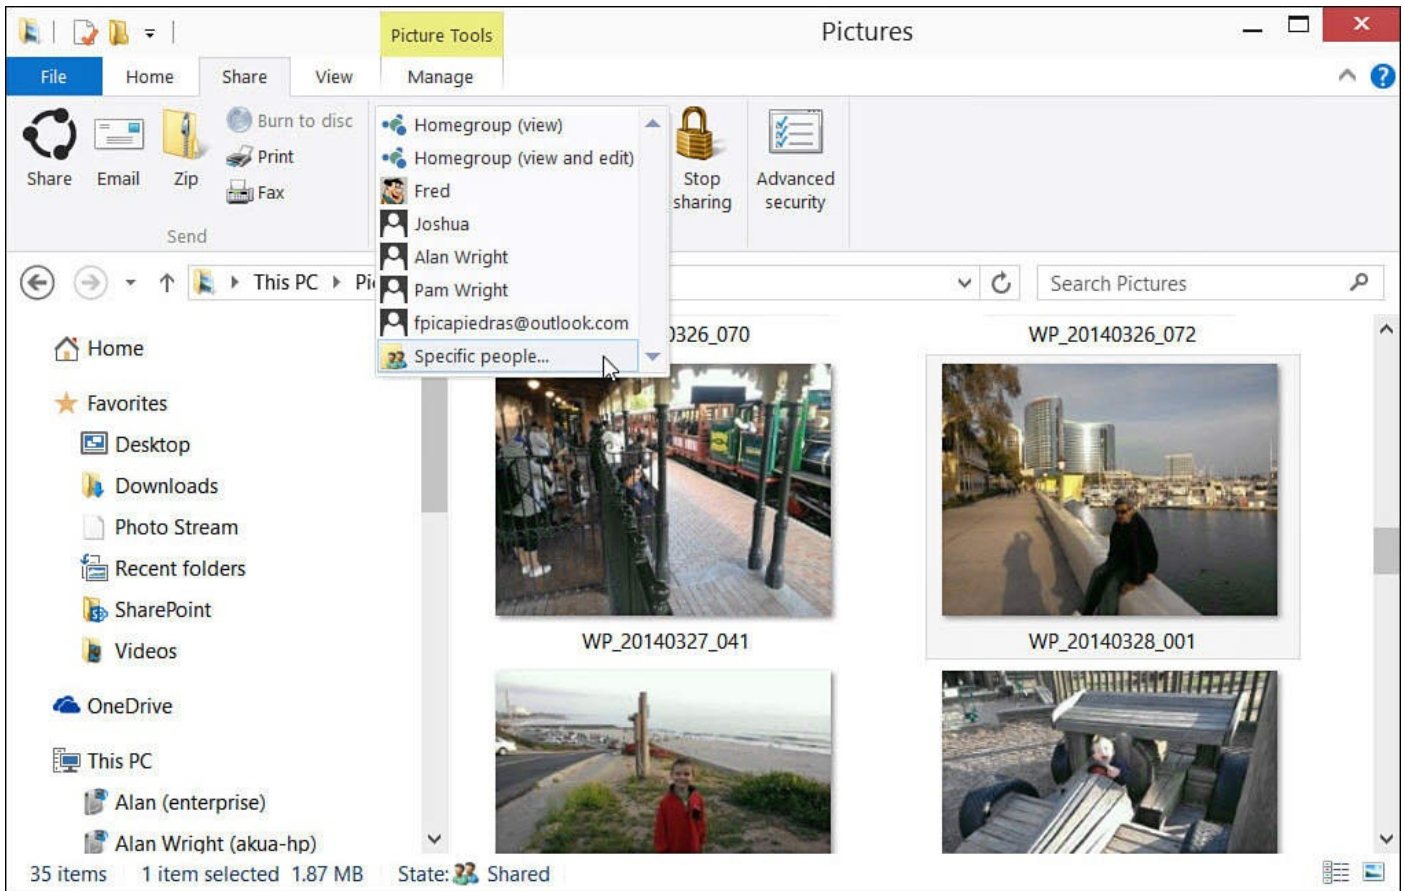 Picture Tools
Pictures
File
Home
Share
View
Manage
Share
Email
Zip
Burn to disc
Print
Fax
Send
Homegroup (view)
Homegroup (view and edit)
Fred
Joshua
Alan Wright
Pam Wright
fpicapiedras@outlook.com
Specific people...
Stop
sharing
Advanced
security
This PC
Search Pictures
Home
Favorites
Desktop
Downloads
Photo Stream
Recent folders
SharePoint
Videos
OneDrive
This PC
Alan (enterprise)
Alan Wright (akua-hp)
WP_20140326_072
WP_20140327_041
WP_20140328_001
35 items
1 item selected 1.87 MB
State: Shared